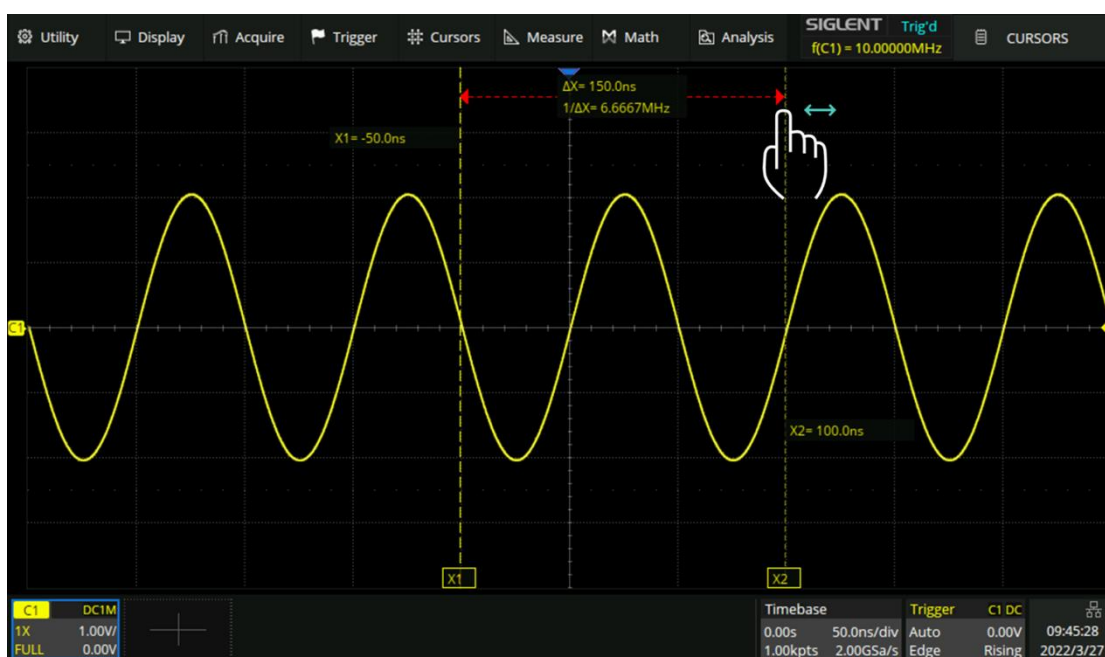 Utility Display Acquire Trigger Cursors Measure Math Analysis SIGLENT Trig'd CURSORS
f(C1) = 10.00000MHz
ΔX= 150.0ns
1/ΔX= 6.6667MHz
X1= -50.0ns
C1
X2= 100.0ns
X1 X2
C1 DC1M Timebase Trigger C1 DC
1X 1.00V/ 0.00s 50.0ns/div Auto 0.00V 09:45:28
FULL 0.00V 1.00kpts 2.00GSa/s Edge Rising 2022/3/27